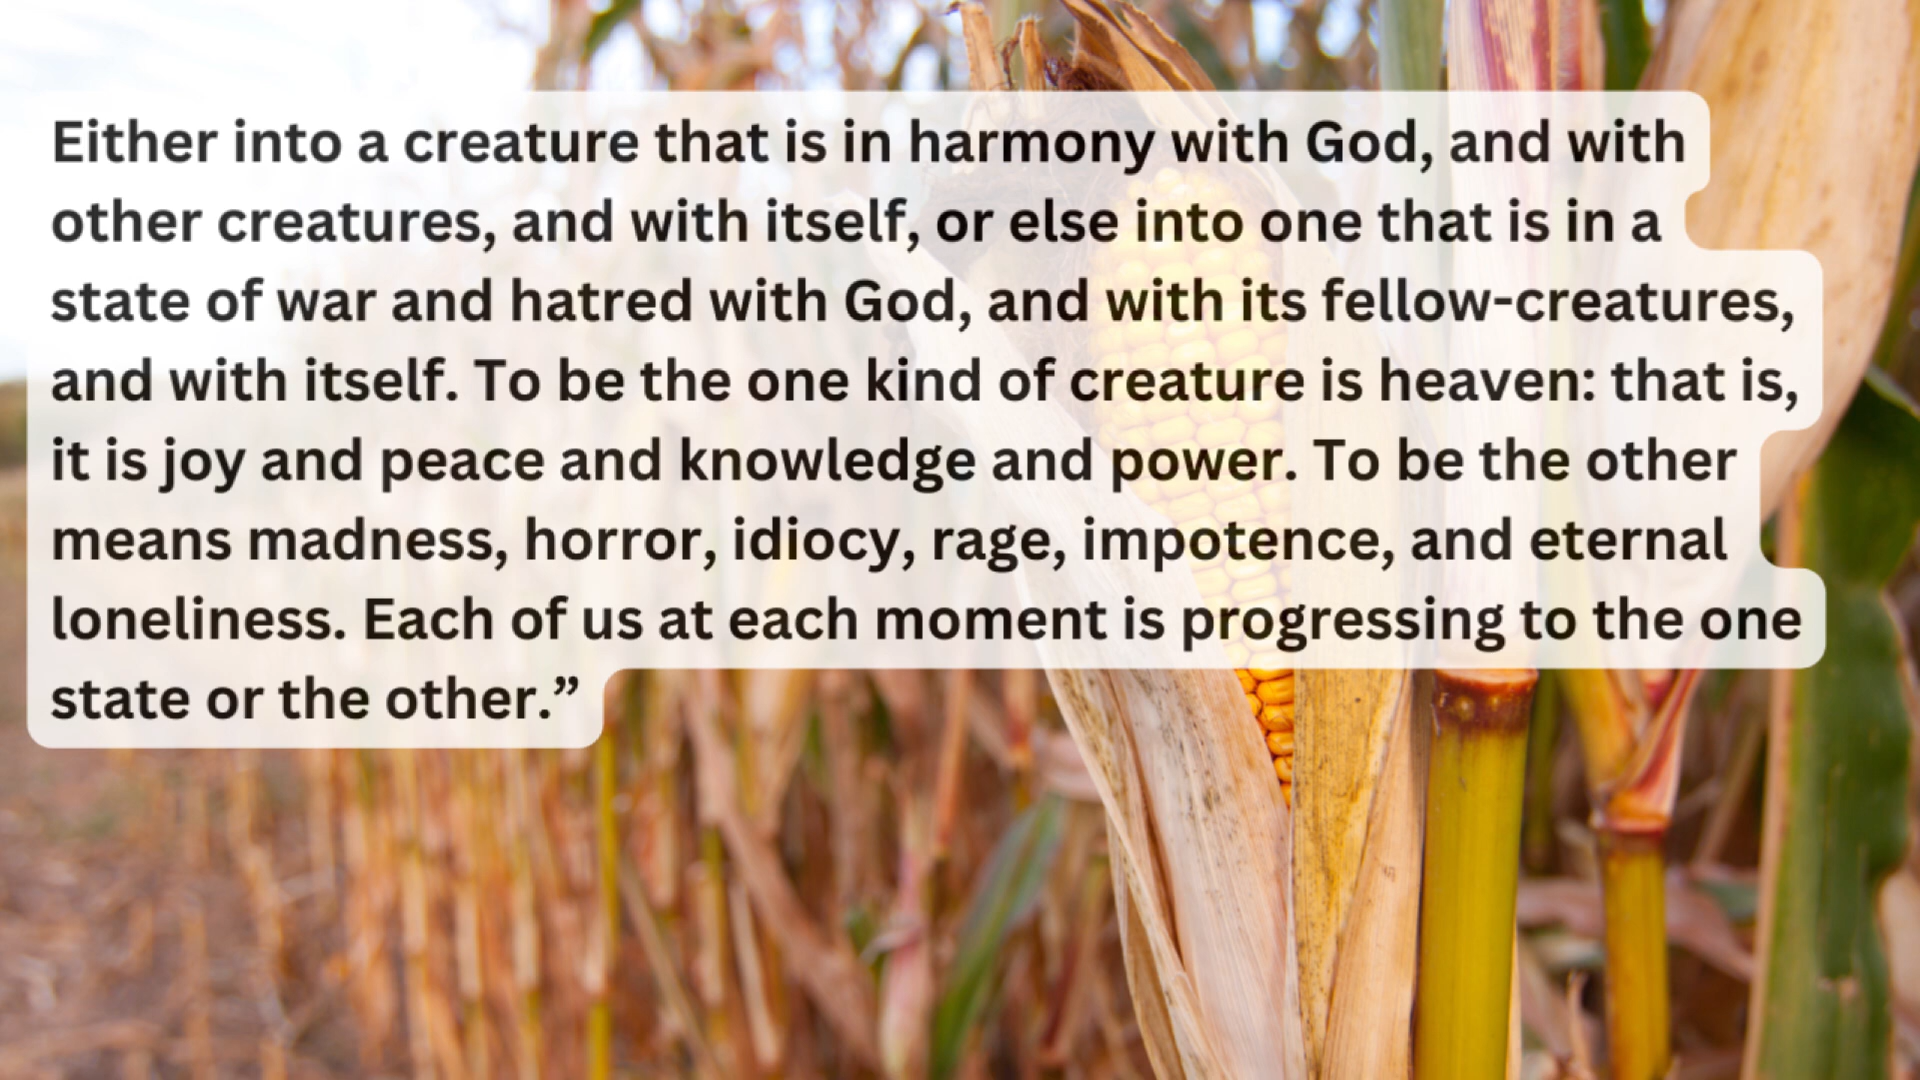 Either into a creature that is in harmony with God, and with
other creatures, and with itself, or else into one that is in a
state of war and hatred with God, and with its fellow-creatures,
and with itself. To be the one kind of creature is heaven: that is,
it is joy and peace and knowledge and power. To be the other
means madness, horror, idiocy, rage, impotence, and eternal
loneliness. Each of us at each moment is progressing to the one
state or the other.”